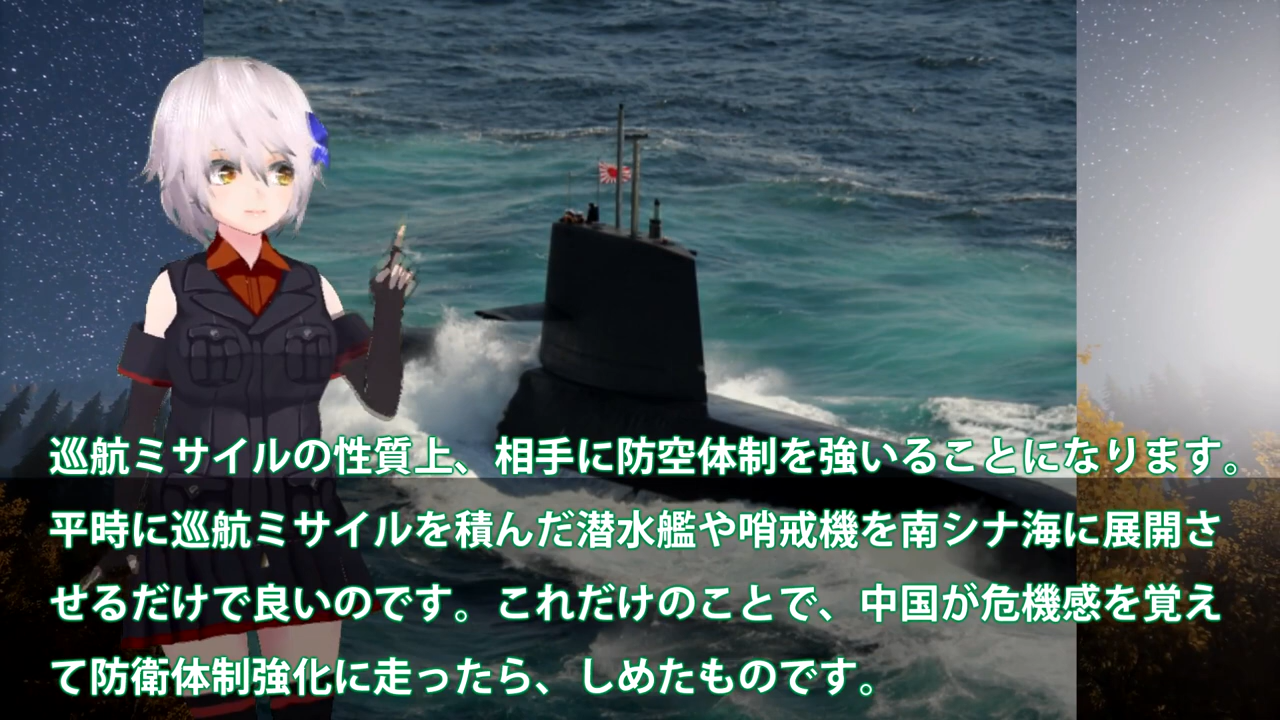 巡航ミサイルの性質上、相手に防空体制を強いることになります。
平時に巡航ミサイルを積んだ潜水艦や哨戒機を南シナ海に展開さ
せるだけで良いのです。これだけのことで、中国が危機感を覚え
て防衛体制強化に走ったら、しめたものです。